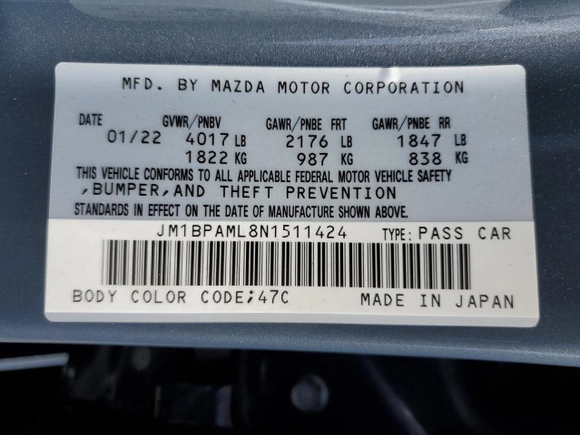 MFD. BY MAZDA MOTOR CORPORATION
DATE GVWR/PNBV GAWR/PNBE FRT GAWR/PNBE RR
01/22 4017 LB 2176 LB 1847 LB
1822 KG 987 KG 838 KG
THIS VEHICLE CONFORMS TO ALL APPLICABLE FEDERAL MOTOR VEHICLE SAFETY
,BUMPER,AND THEFT PREVENTION
STANDARDS IN EFFECT ON THE DATE OF MANUFACTURE SHOWN ABOVE.
JM1BPAML8N1511424 TYPE: PASS CAR
BODY COLOR CODE;47C MADE IN JAPAN